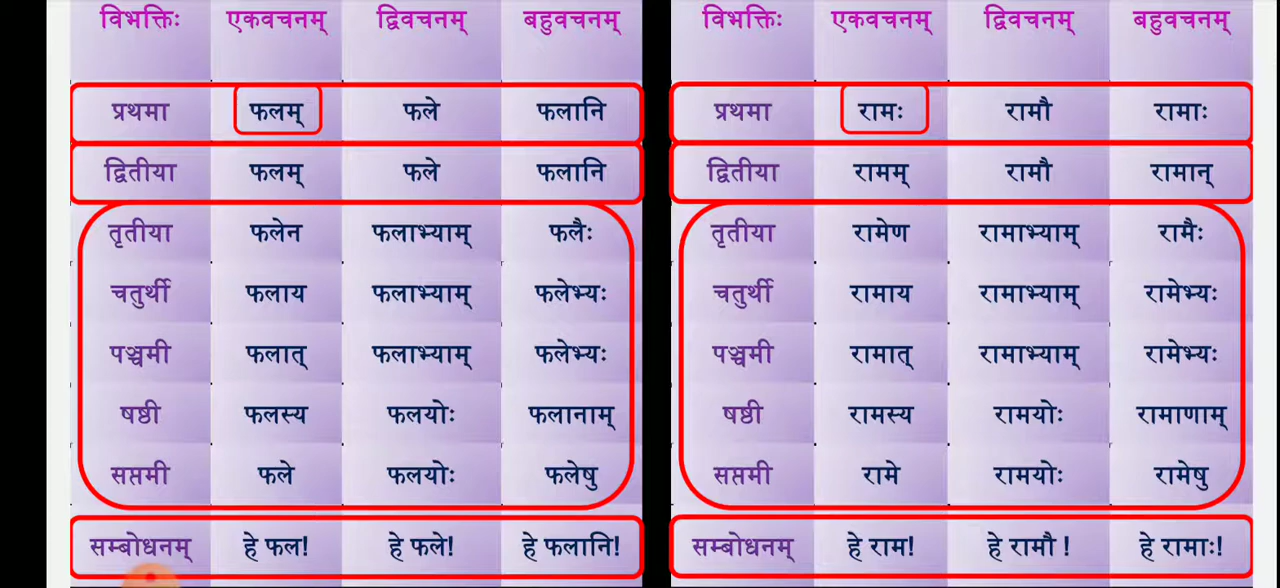 विभक्तिः एकवचनम् द्विवचनम् बहुवचनम्
प्रथमा फलम् फले फलानि
द्वितीया फलम् फले फलानि
तृतीया फलेन फलाभ्याम् फलैः
चतुर्थी फलाय फलाभ्याम् फलेभ्यः
पञ्चमी फलात् फलाभ्याम् फलेभ्यः
षष्ठी फलस्य फलयोः फलानाम्
सप्तमी फले फलयोः फलेषु
सम्बोधनम् हे फल! हे फले! हे फलानि!
विभक्तिः एकवचनम् द्विवचनम् बहुवचनम्
प्रथमा रामः रामौ रामाः
द्वितीया रामम् रामौ रामान्
तृतीया रामेण रामाभ्याम् रामैः
चतुर्थी रामाय रामाभ्याम् रामेभ्यः
पञ्चमी रामात् रामाभ्याम् रामेभ्यः
षष्ठी रामस्य रामयोः रामाणाम्
सप्तमी रामे रामयोः रामेषु
सम्बोधनम् हे राम! हे रामौ ! हे रामाः!